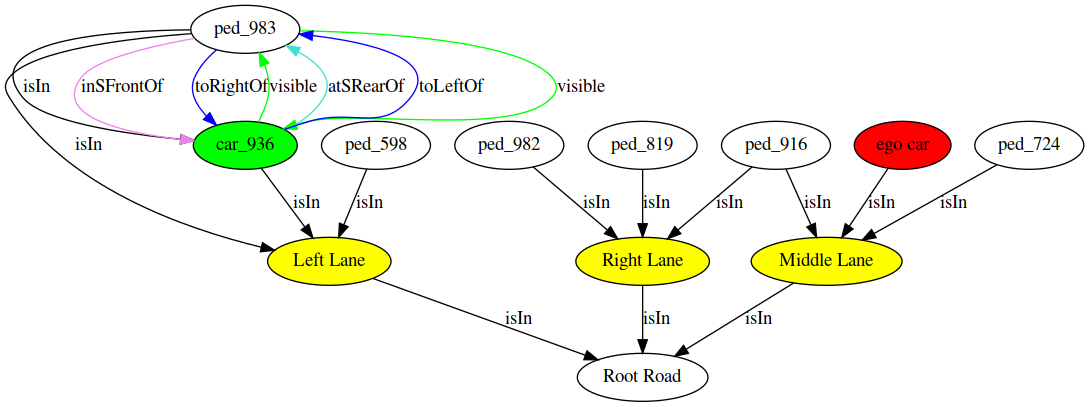 ped_983
isIn inSFrontOf toRightOf visible atSRearOf toLeftOf visible
isIn
car_936 ped_598 ped_982 ped_819 ped_916 ego car ped_724
isIn isIn isIn isIn isIn isIn isIn
Left Lane Right Lane Middle Lane
isIn isIn isIn
Root Road